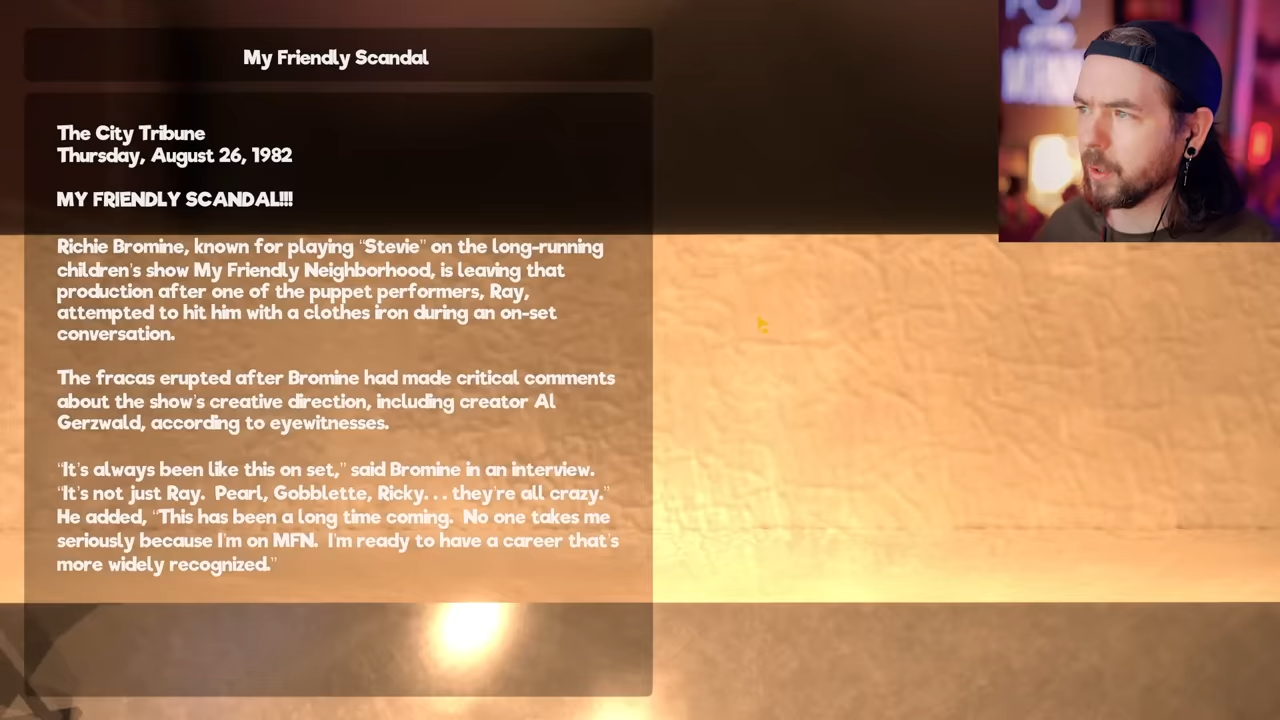 My Friendly Scandal
The City Tribune
Thursday, August 26, 1982
MY FRIENDLY SCANDAL!!!
Richie Bromine, known for playing “Stevie” on the long-running
children's show My Friendly Neighborhood, is leaving that
production after one of the puppet performers, Ray,
attempted to hit him with a clothes iron during an on-set
conversation.
The fracas erupted after Bromine had made critical comments
about the show's creative direction, including creator Al
Gerzwald, according to eyewitnesses.
“It's always been like this on set,” said Bromine in an interview.
“It's not just Ray.  Pearl, Gobblette, Ricky. . . they're all crazy.”
He added, “This has been a long time coming.  No one takes me
seriously because I'm on MFN.  I'm ready to have a career that's
more widely recognized.”